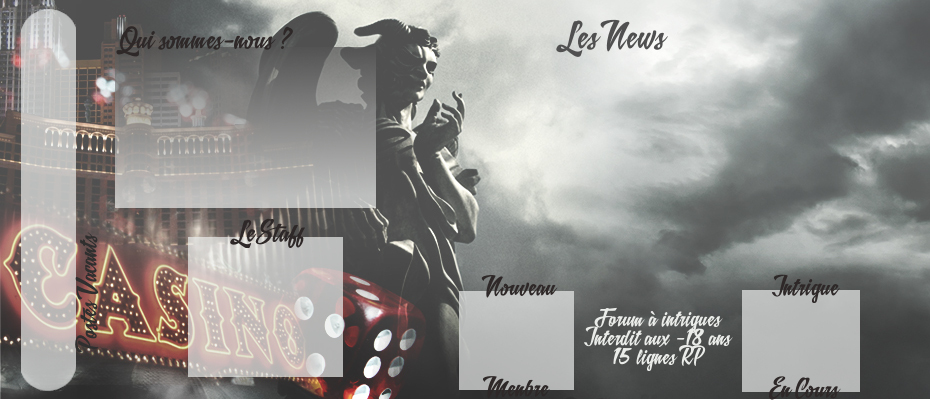 Qui sommes-nous ?
Les News
Postes Vacants
Le Staff
CASINO
Nouveau
Menbre
Forum à intrigues
Interdit aux -18 ans
15 lignes RP
Intrigue
En Cours